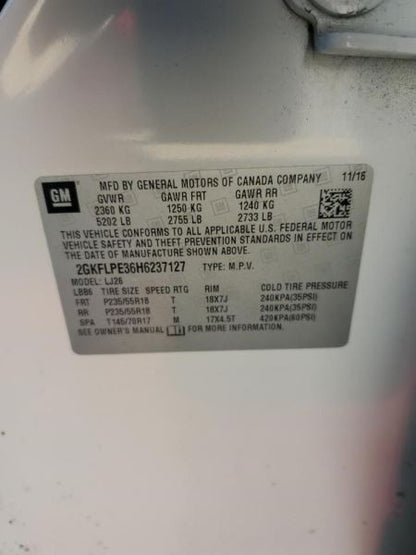 GM
MFD BY GENERAL MOTORS OF CANADA COMPANY 11/16
GVWR GAWR FRT GAWR RR
2360 KG 1250 KG 1240 KG
5202 LB 2755 LB 2733 LB
THIS VEHICLE CONFORMS TO ALL APPLICABLE U.S. FEDERAL MOTOR
VEHICLE SAFETY AND THEFT PREVENTION STANDARDS IN EFFECT ON
THE DATE OF MANUFACTURE SHOWN ABOVE.
2GKFLPE36H6237127 TYPE: M.P.V.
MODEL: LJ26
LBB6 TIRE SIZE SPEED RTG RIM COLD TIRE PRESSURE
FRT P235/55R18 T 18X7J 240KPA(35PSI)
RR P235/55R18 T 18X7J 240KPA(35PSI)
SPA T145/70R17 M 17X4.5T 420KPA(60PSI)
SEE OWNER'S MANUAL FOR MORE INFORMATION